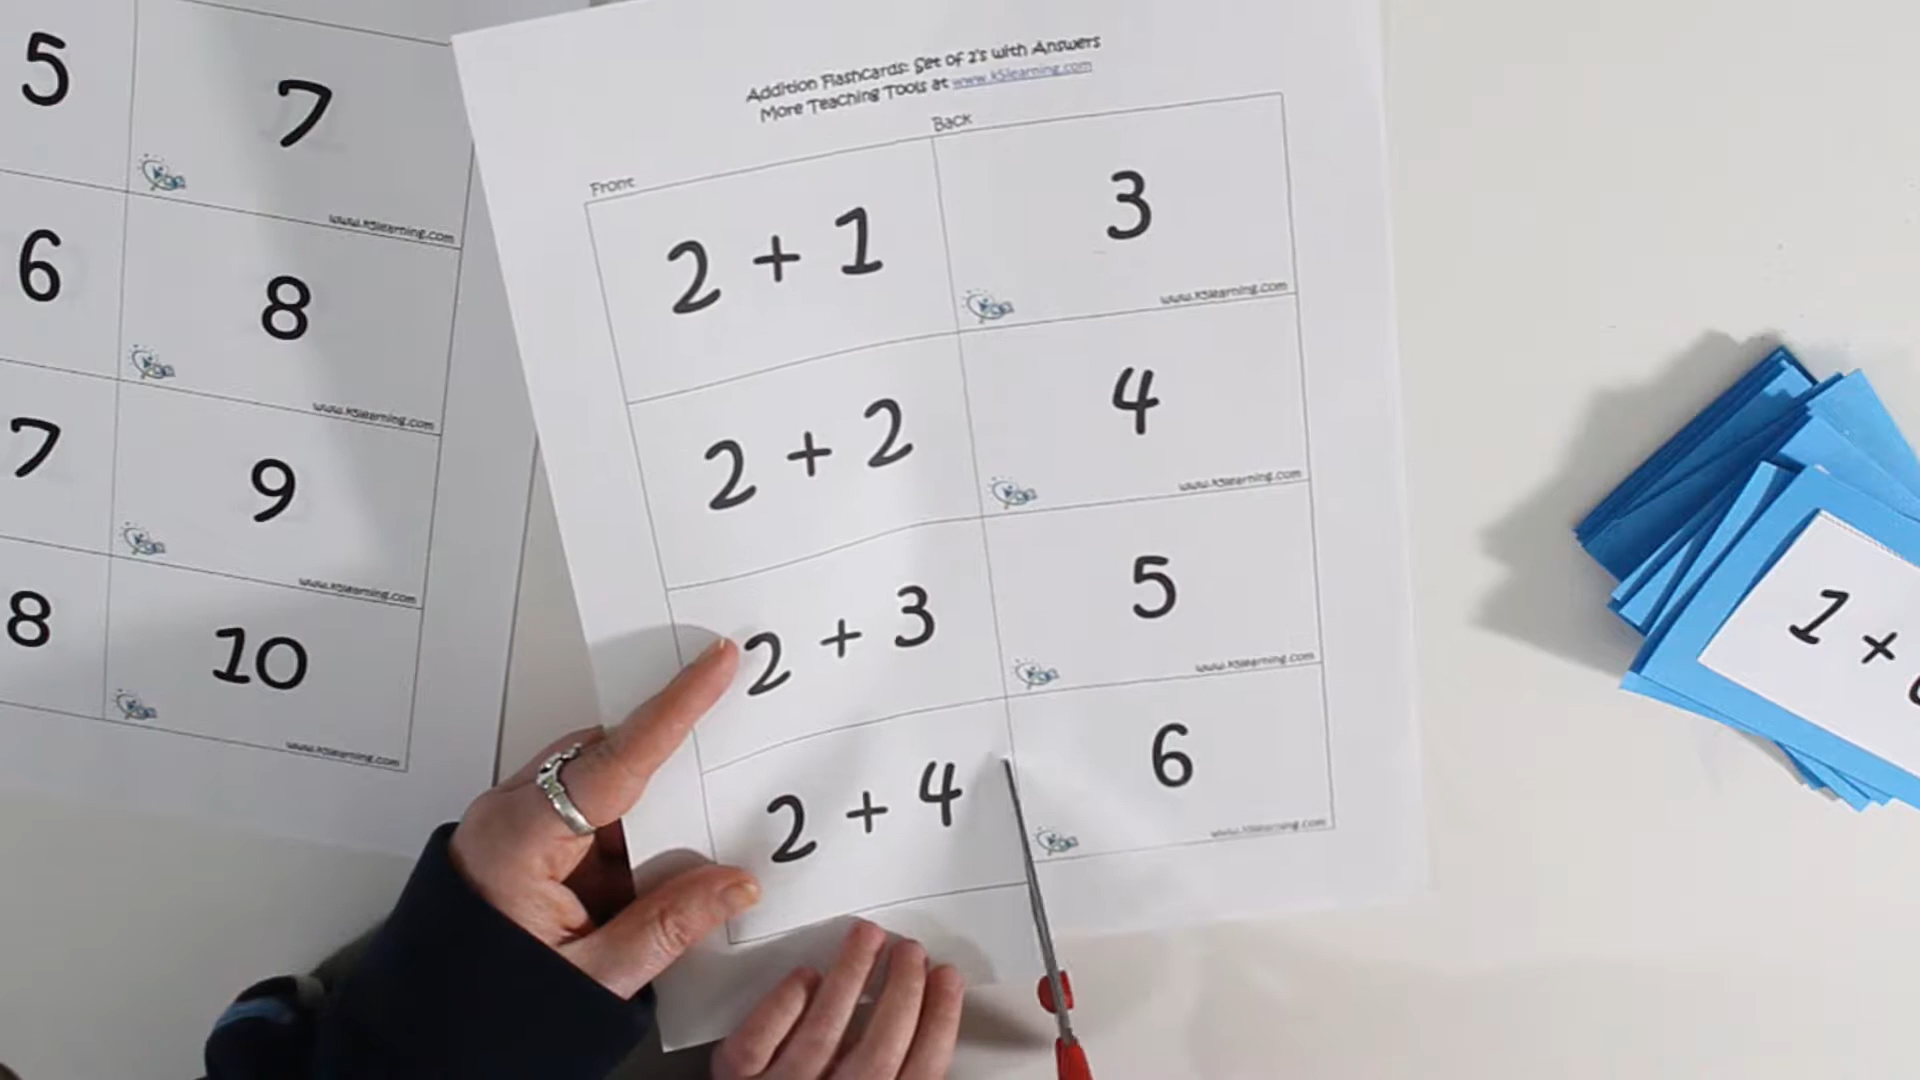 5 7
www.k5learning.com
6 8
www.k5learning.com
7 9
www.k5learning.com
8 10
www.k5learning.com
Addition Flashcards: Set of 2's with Answers
More Teaching Tools at www.k5learning.com
Front Back
2 + 1 3
www.k5learning.com
2 + 2 4
www.k5learning.com
2 + 3 5
www.k5learning.com
2 + 4 6
www.k5learning.com
1 +